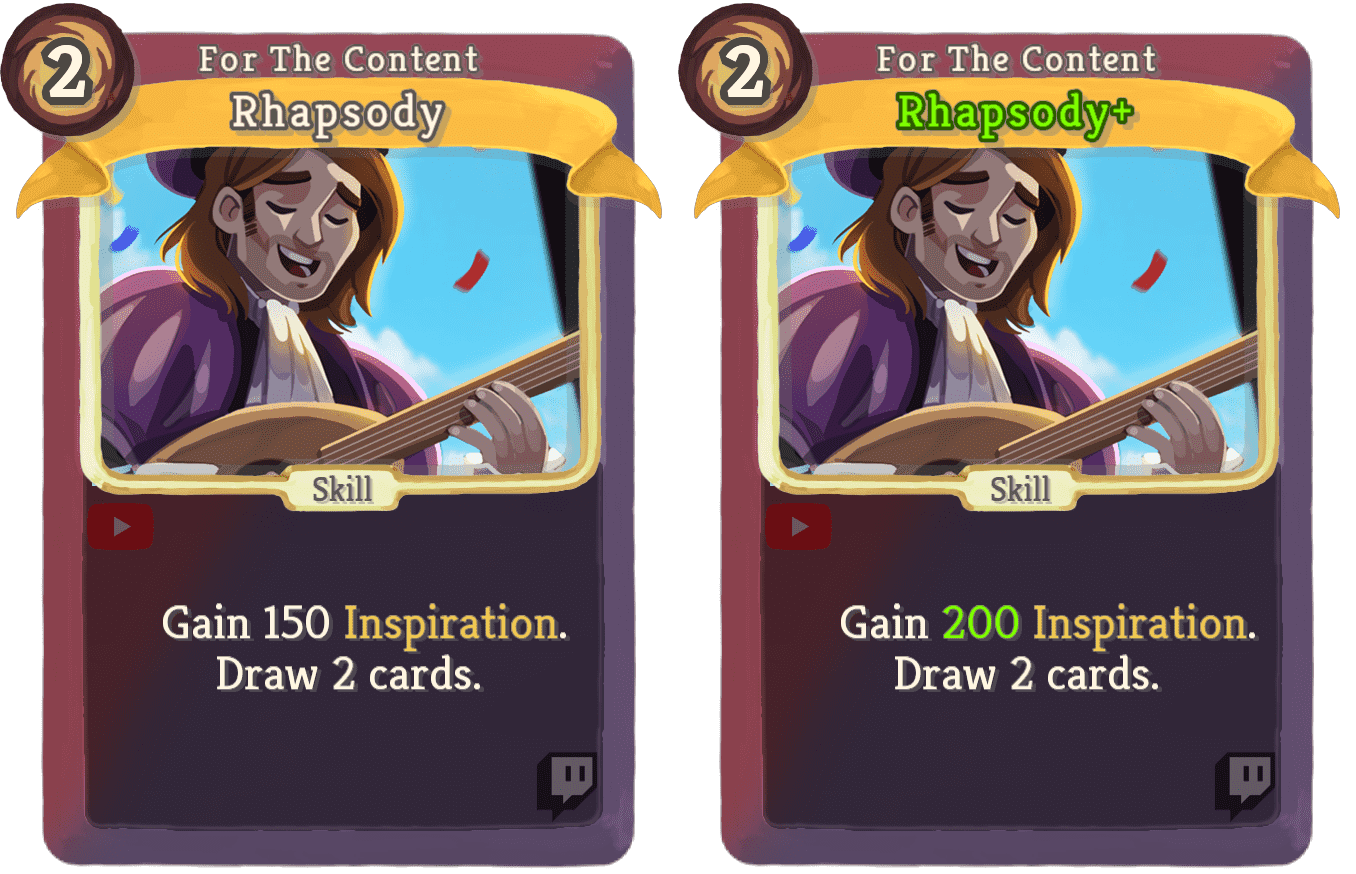 2
For The Content
Rhapsody
Skill
Gain 150 Inspiration.
Draw 2 cards.
2
For The Content
Rhapsody+
Skill
Gain 200 Inspiration.
Draw 2 cards.